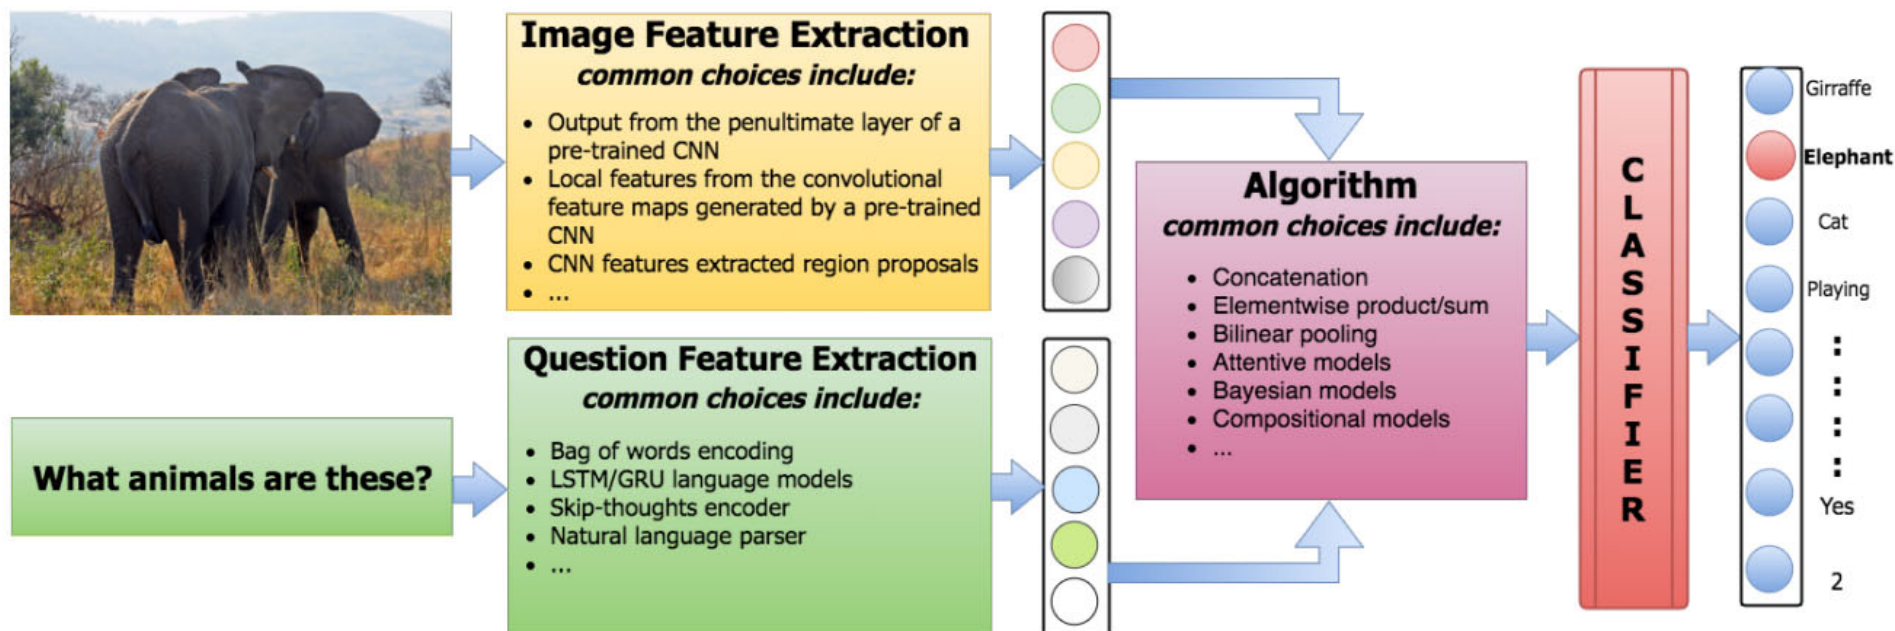 Image Feature Extraction
common choices include:
• Output from the penultimate layer of a
pre-trained CNN
• Local features from the convolutional
feature maps generated by a pre-trained
CNN
• CNN features extracted region proposals
• ...
What animals are these?
Question Feature Extraction
common choices include:
• Bag of words encoding
• LSTM/GRU language models
• Skip-thoughts encoder
• Natural language parser
• ...
Algorithm
common choices include:
• Concatenation
• Elementwise product/sum
• Bilinear pooling
• Attentive models
• Bayesian models
• Compositional models
• ...
CLASSIFIER
Girraffe
Elephant
Cat
Playing
:
:
:
:
Yes
2